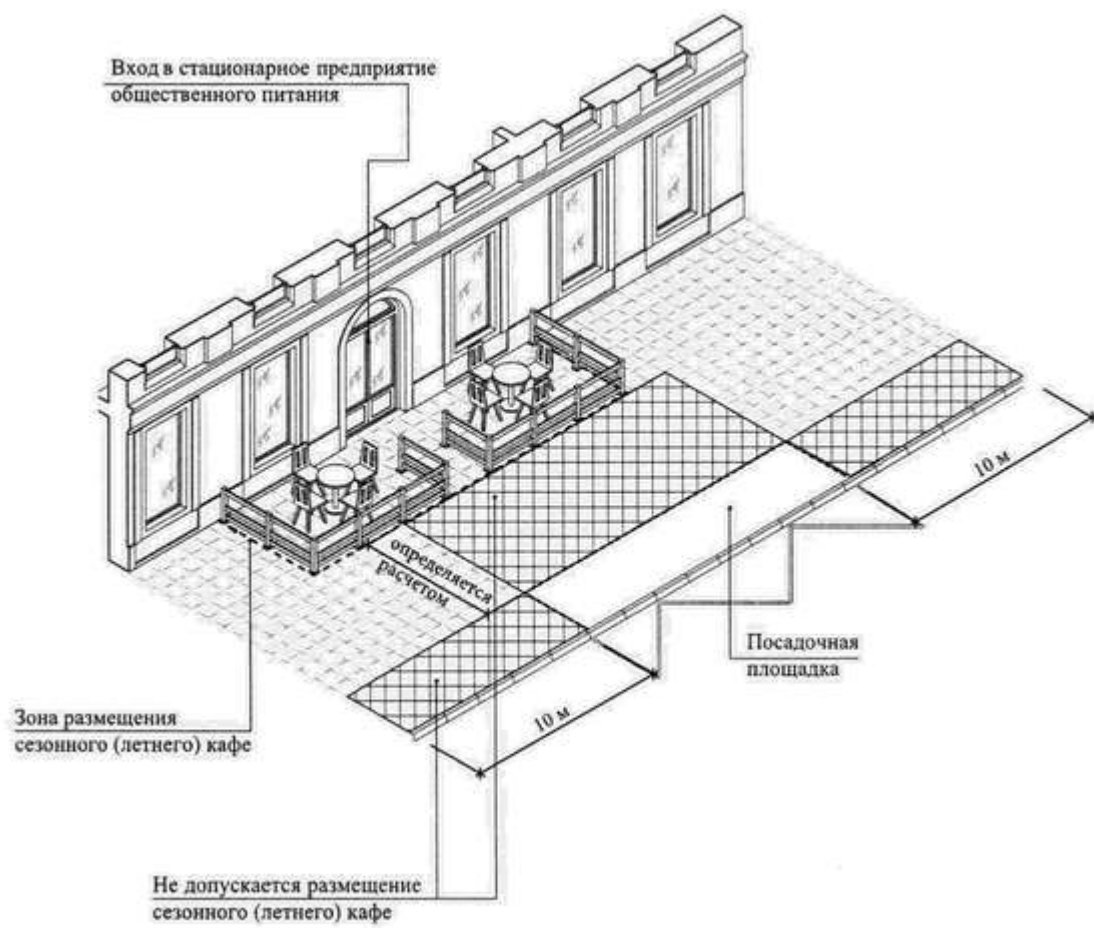 Вход в стационарное предприятие
общественного питания
10 м
определяется
расчетом
Посадочная
площадка
Зона размещения
сезонного (летнего) кафе
10 м
Не допускается размещение
сезонного (летнего) кафе